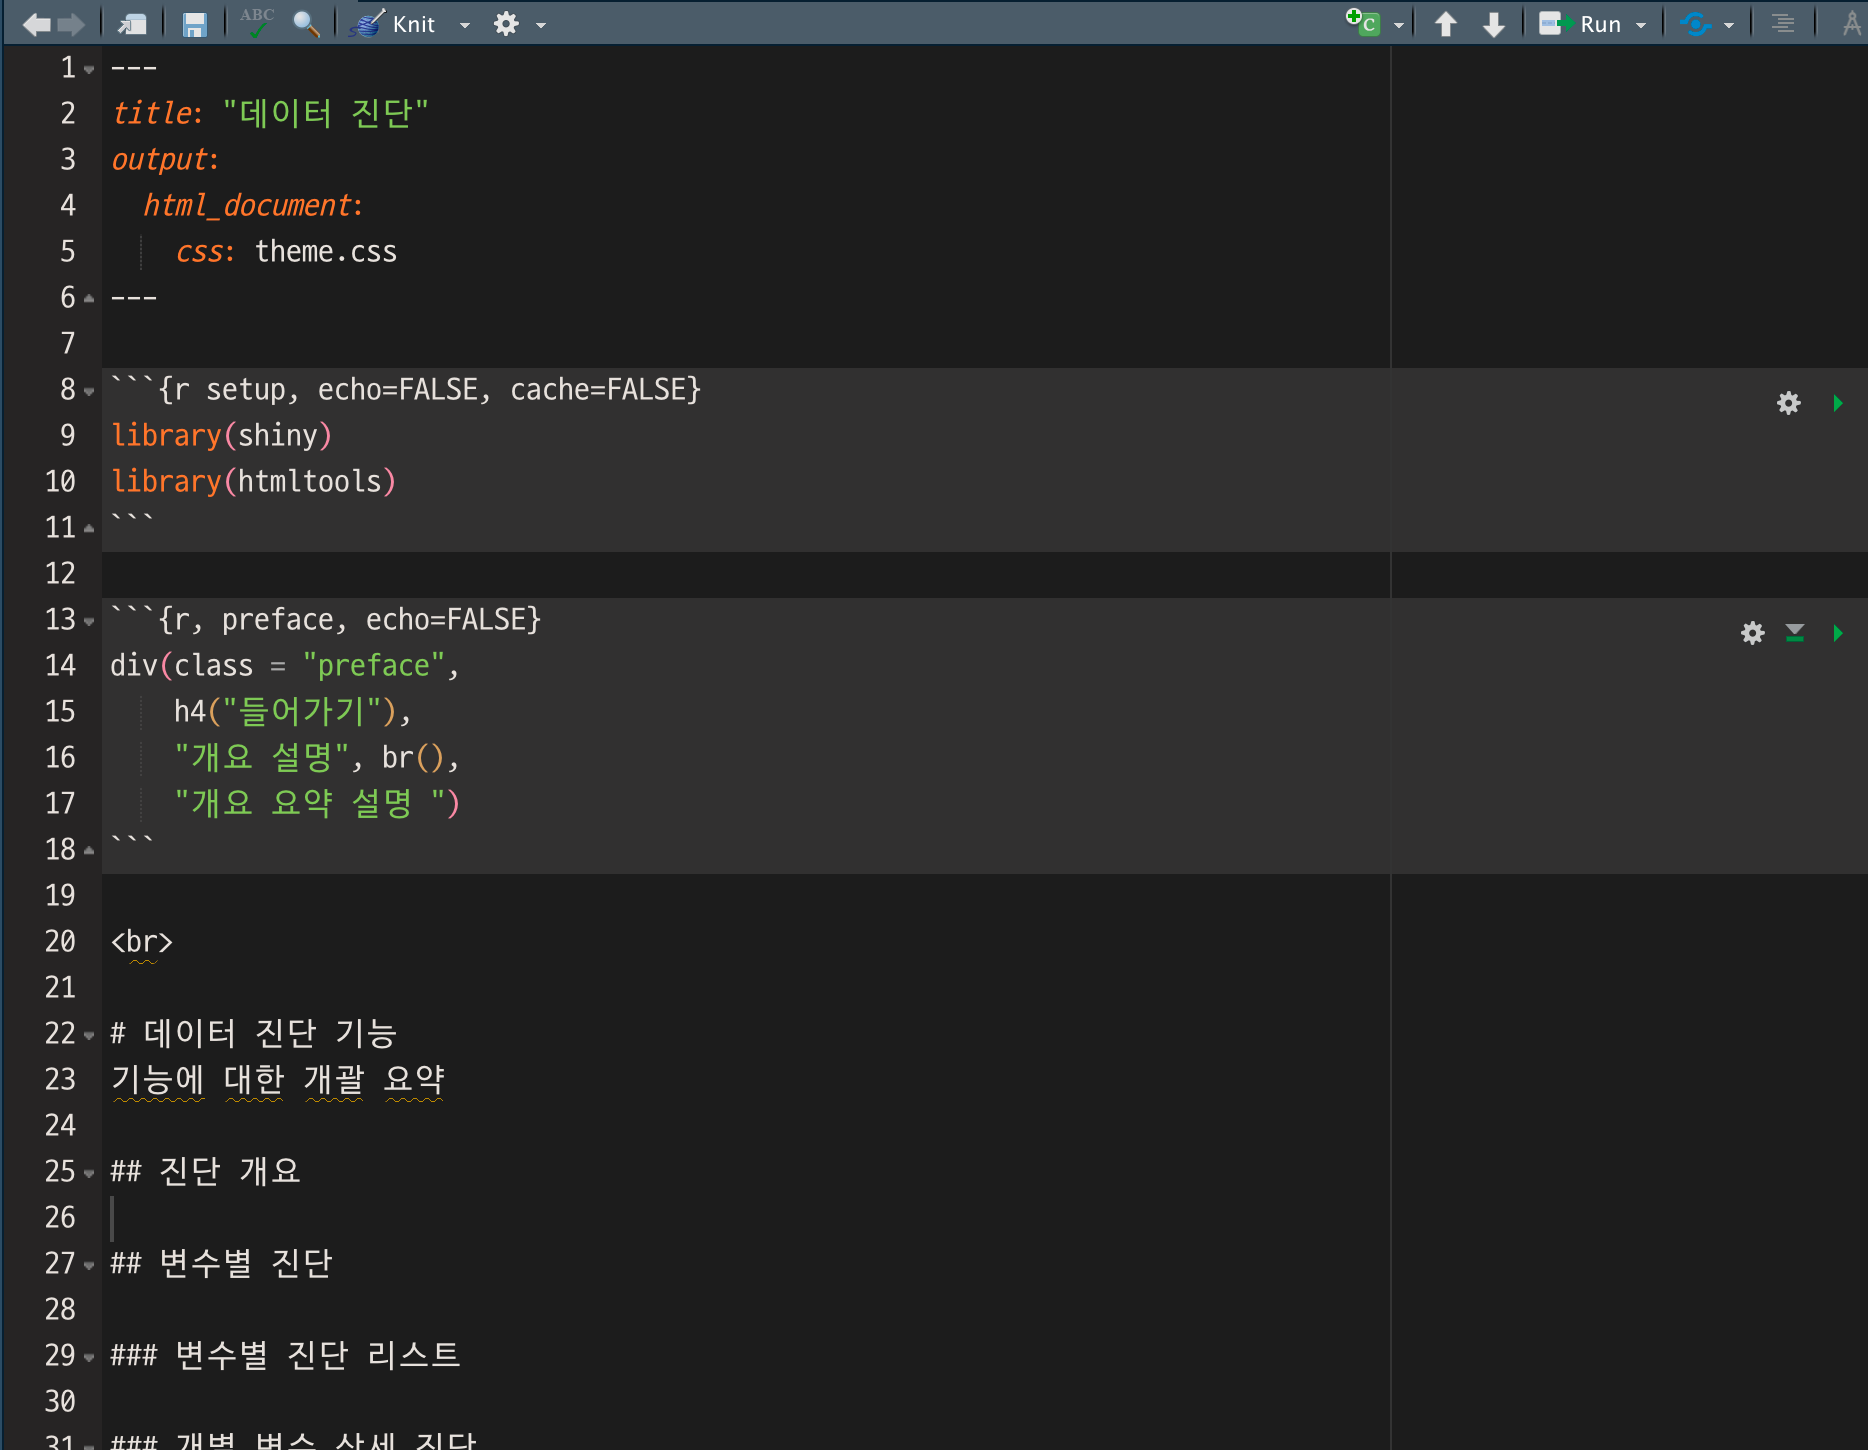 ABC Knit C Run
1 ---
2 title: "데이터 진단"
3 output:
4   html_document:
5     css: theme.css
6 ---
7
8 ```{r setup, echo=FALSE, cache=FALSE}
9 library(shiny)
10 library(htmltools)
11 ```
12
13 ```{r, preface, echo=FALSE}
14 div(class = "preface",
15     h4("들어가기"),
16     "개요 설명", br(),
17     "개요 요약 설명 ")
18 ```
19
20 <br>
21
22 # 데이터 진단 기능
23 기능에 대한 개괄 요약
24
25 ## 진단 개요
26
27 ## 변수별 진단
28
29 ### 변수별 진단 리스트
30
31 ### 개별 변수 상세 진단